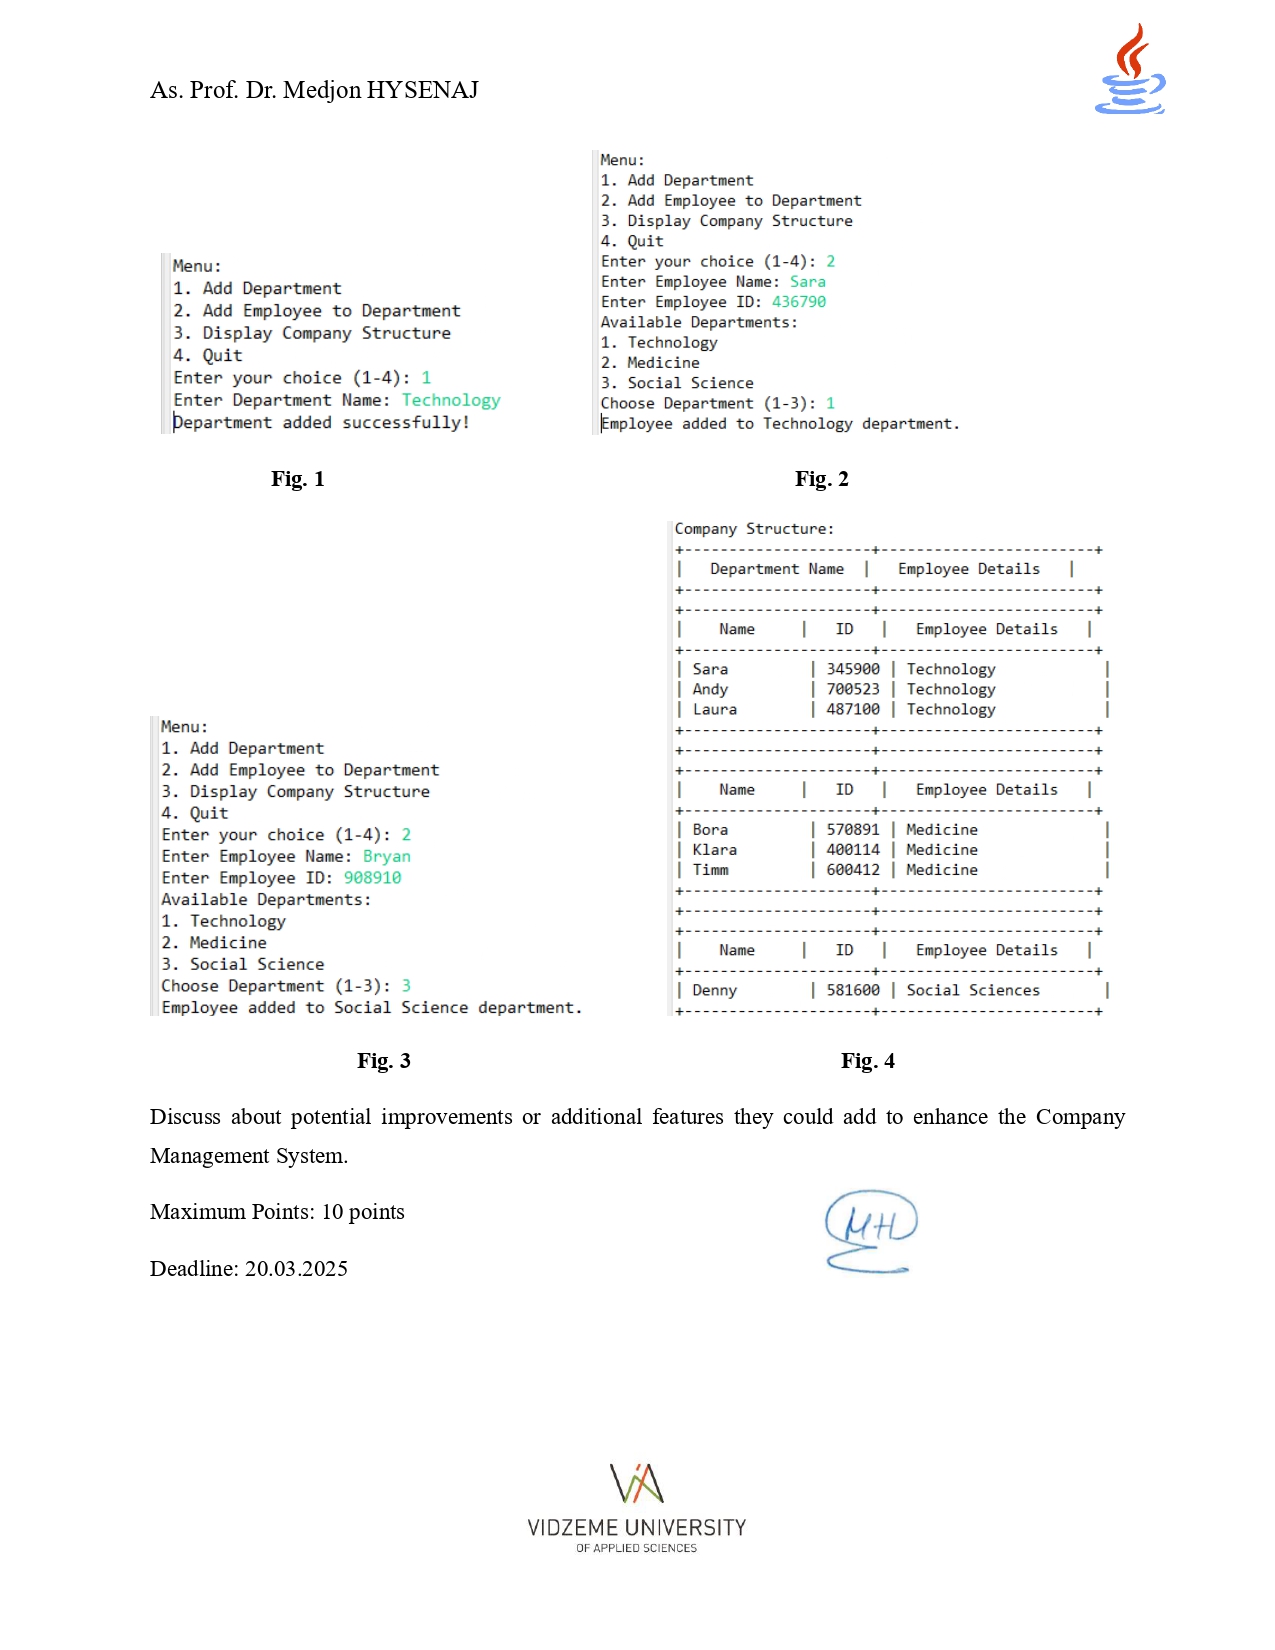 As. Prof. Dr. Medjon HYSENAJ
Menu:
1. Add Department
2. Add Employee to Department
3. Display Company Structure
4. Quit
Enter your choice (1-4): 1
Enter Department Name: Technology
Department added successfully!
Fig. 1
Menu:
1. Add Department
2. Add Employee to Department
3. Display Company Structure
4. Quit
Enter your choice (1-4): 2
Enter Employee Name: Sara
Enter Employee ID: 436790
Available Departments:
1. Technology
2. Medicine
3. Social Science
Choose Department (1-3): 1
Employee added to Technology department.
Fig. 2
Menu:
1. Add Department
2. Add Employee to Department
3. Display Company Structure
4. Quit
Enter your choice (1-4): 2
Enter Employee Name: Bryan
Enter Employee ID: 908910
Available Departments:
1. Technology
2. Medicine
3. Social Science
Choose Department (1-3): 3
Employee added to Social Science department.
Fig. 3
Company Structure:
+---------------------+------------------------+
|   Department Name  |   Employee Details   |
+---------------------+------------------------+
+---------------------+------------------------+
|    Name     |   ID   |   Employee Details   |
+---------------------+------------------------+
| Sara         | 345900 | Technology            |
| Andy         | 700523 | Technology            |
| Laura        | 487100 | Technology            |
+---------------------+------------------------+
+---------------------+------------------------+
+---------------------+------------------------+
|    Name     |   ID   |   Employee Details   |
+---------------------+------------------------+
| Bora         | 570891 | Medicine              |
| Klara        | 400114 | Medicine              |
| Timm         | 600412 | Medicine              |
+---------------------+------------------------+
+---------------------+------------------------+
+---------------------+------------------------+
|    Name     |   ID   |   Employee Details   |
+---------------------+------------------------+
| Denny        | 581600 | Social Sciences       |
+---------------------+------------------------+
Fig. 4
Discuss about potential improvements or additional features they could add to enhance the Company
Management System.
Maximum Points: 10 points
MH
Deadline: 20.03.2025
VIDZEME UNIVERSITY
OF APPLIED SCIENCES